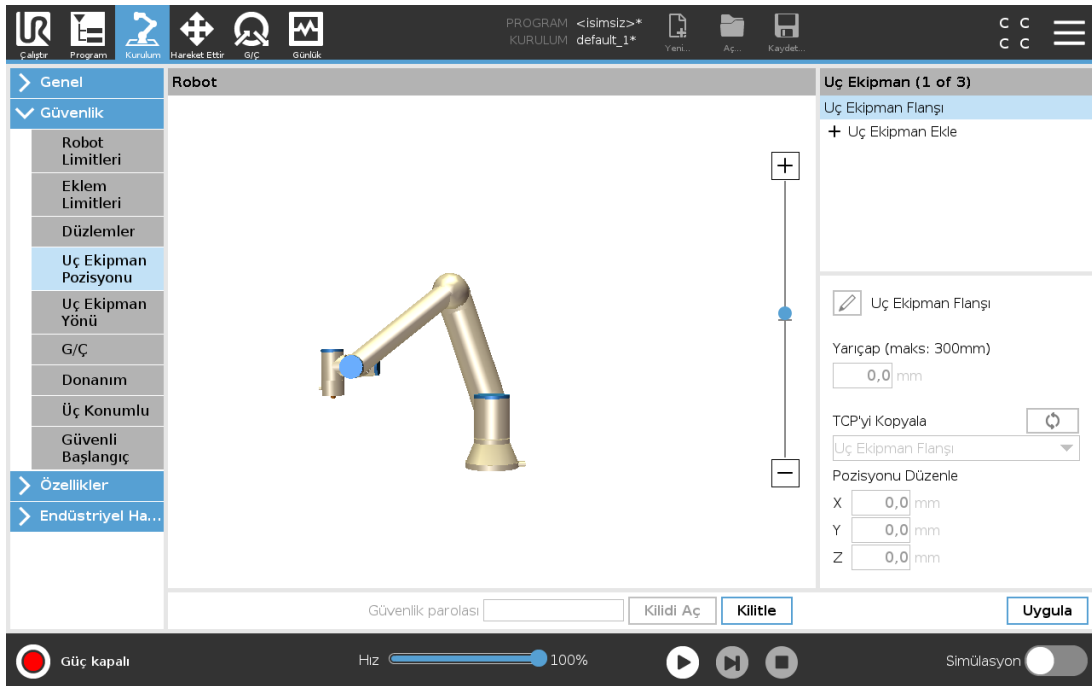 PROGRAM <isimsiz>*
KURULUM default_1*
Çalıştır
Program
Kurulum
Hareket Ettir
G/Ç
Günlük
Yeni...
Aç...
Kaydet...
C C
C C
Genel
Güvenlik
Robot
Limitleri
Eklem
Limitleri
Düzlemler
Uç Ekipman
Pozisyonu
Uç Ekipman
Yönü
G/Ç
Donanım
Üç Konumlu
Güvenli
Başlangıç
Özellikler
Endüstriyel Ha...
Robot
Uç Ekipman (1 of 3)
Uç Ekipman Flanşı
+ Uç Ekipman Ekle
Uç Ekipman Flanşı
Yarıçap (maks: 300mm)
0,0 mm
TCP'yi Kopyala
Uç Ekipman Flanşı
Pozisyonu Düzenle
X 0,0 mm
Y 0,0 mm
Z 0,0 mm
Güvenlik parolası
Kilidi Aç
Kilitle
Uygula
Güç kapalı
Hız
100%
Simülasyon